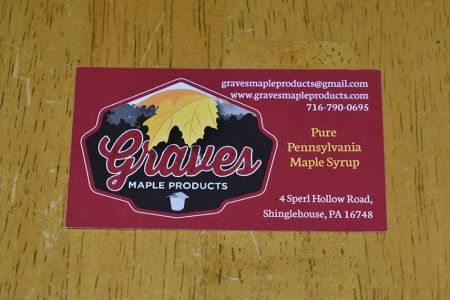 gravesmapleproducts@gmail.com
www.gravesmapleproducts.com
716-790-0695
Graves
MAPLE PRODUCTS
Pure
Pennsylvania
Maple Syrup
4 Sperl Hollow Road,
Shinglehouse, PA 16748